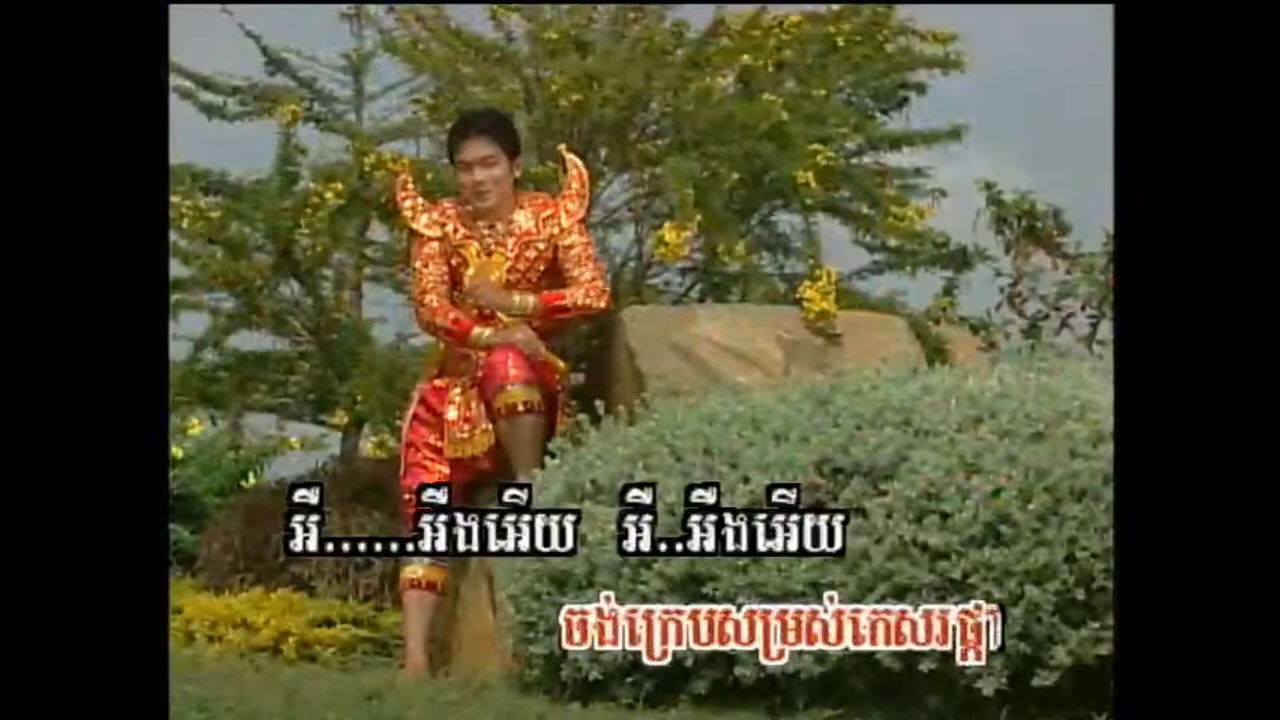 អឺ......អឺងអើយ អឺ..អឺងអើយ
ចង់ក្រេបសម្រស់កេសរផ្កា